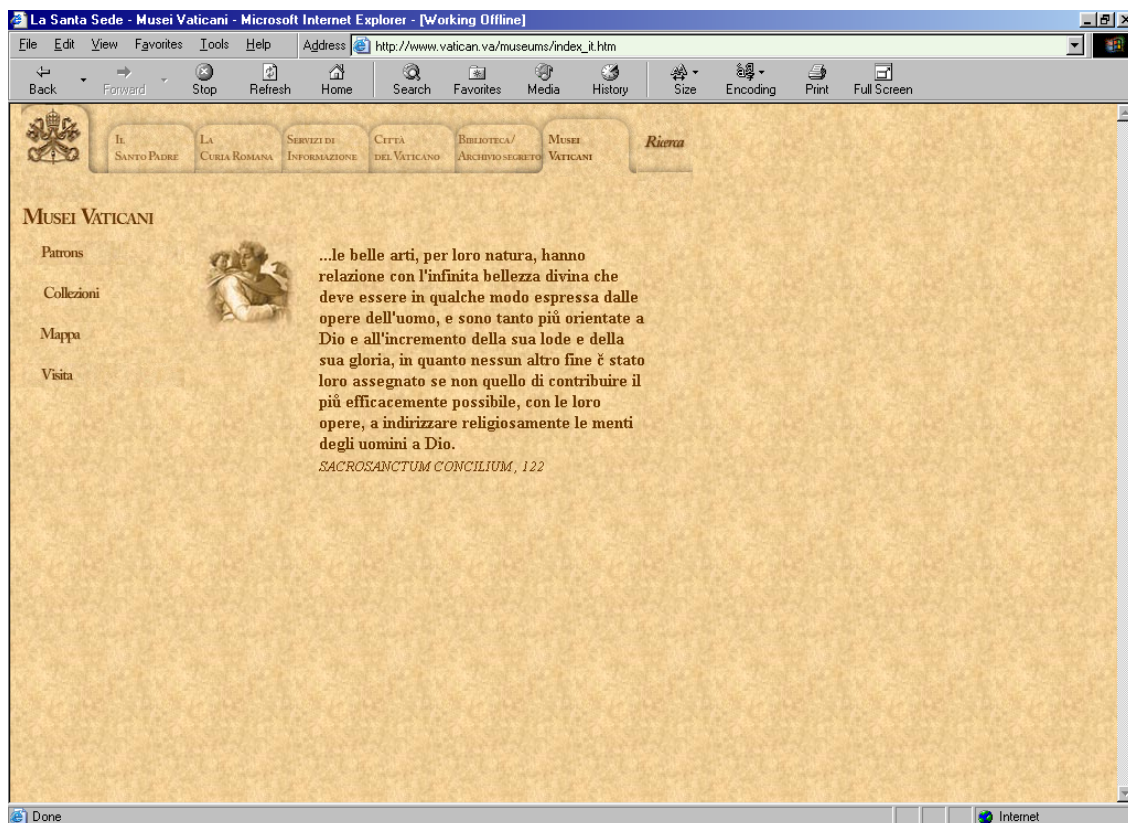 La Santa Sede - Musei Vaticani - Microsoft Internet Explorer - [Working Offline]
File Edit View Favorites Tools Help Address http://www.vatican.va/museums/index_it.htm
Back Forward Stop Refresh Home Search Favorites Media History Size Encoding Print Full Screen
IL SANTO PADRE
LA CURIA ROMANA
SERVIZI DI INFORMAZIONE
CITTÀ DEL VATICANO
BIBLIOTECA/ ARCHIVIO SEGRETO
MUSEI VATICANI
Ricerca
MUSEI VATICANI
Patrons
Collezioni
Mappa
Visita
...le belle arti, per loro natura, hanno
relazione con l'infinita bellezza divina che
deve essere in qualche modo espressa dalle
opere dell'uomo, e sono tanto piů orientate a
Dio e all'incremento della sua lode e della
sua gloria, in quanto nessun altro fine č stato
loro assegnato se non quello di contribuire il
piů efficacemente possibile, con le loro
opere, a indirizzare religiosamente le menti
degli uomini a Dio.
SACROSANCTUM CONCILIUM, 122
Done Internet